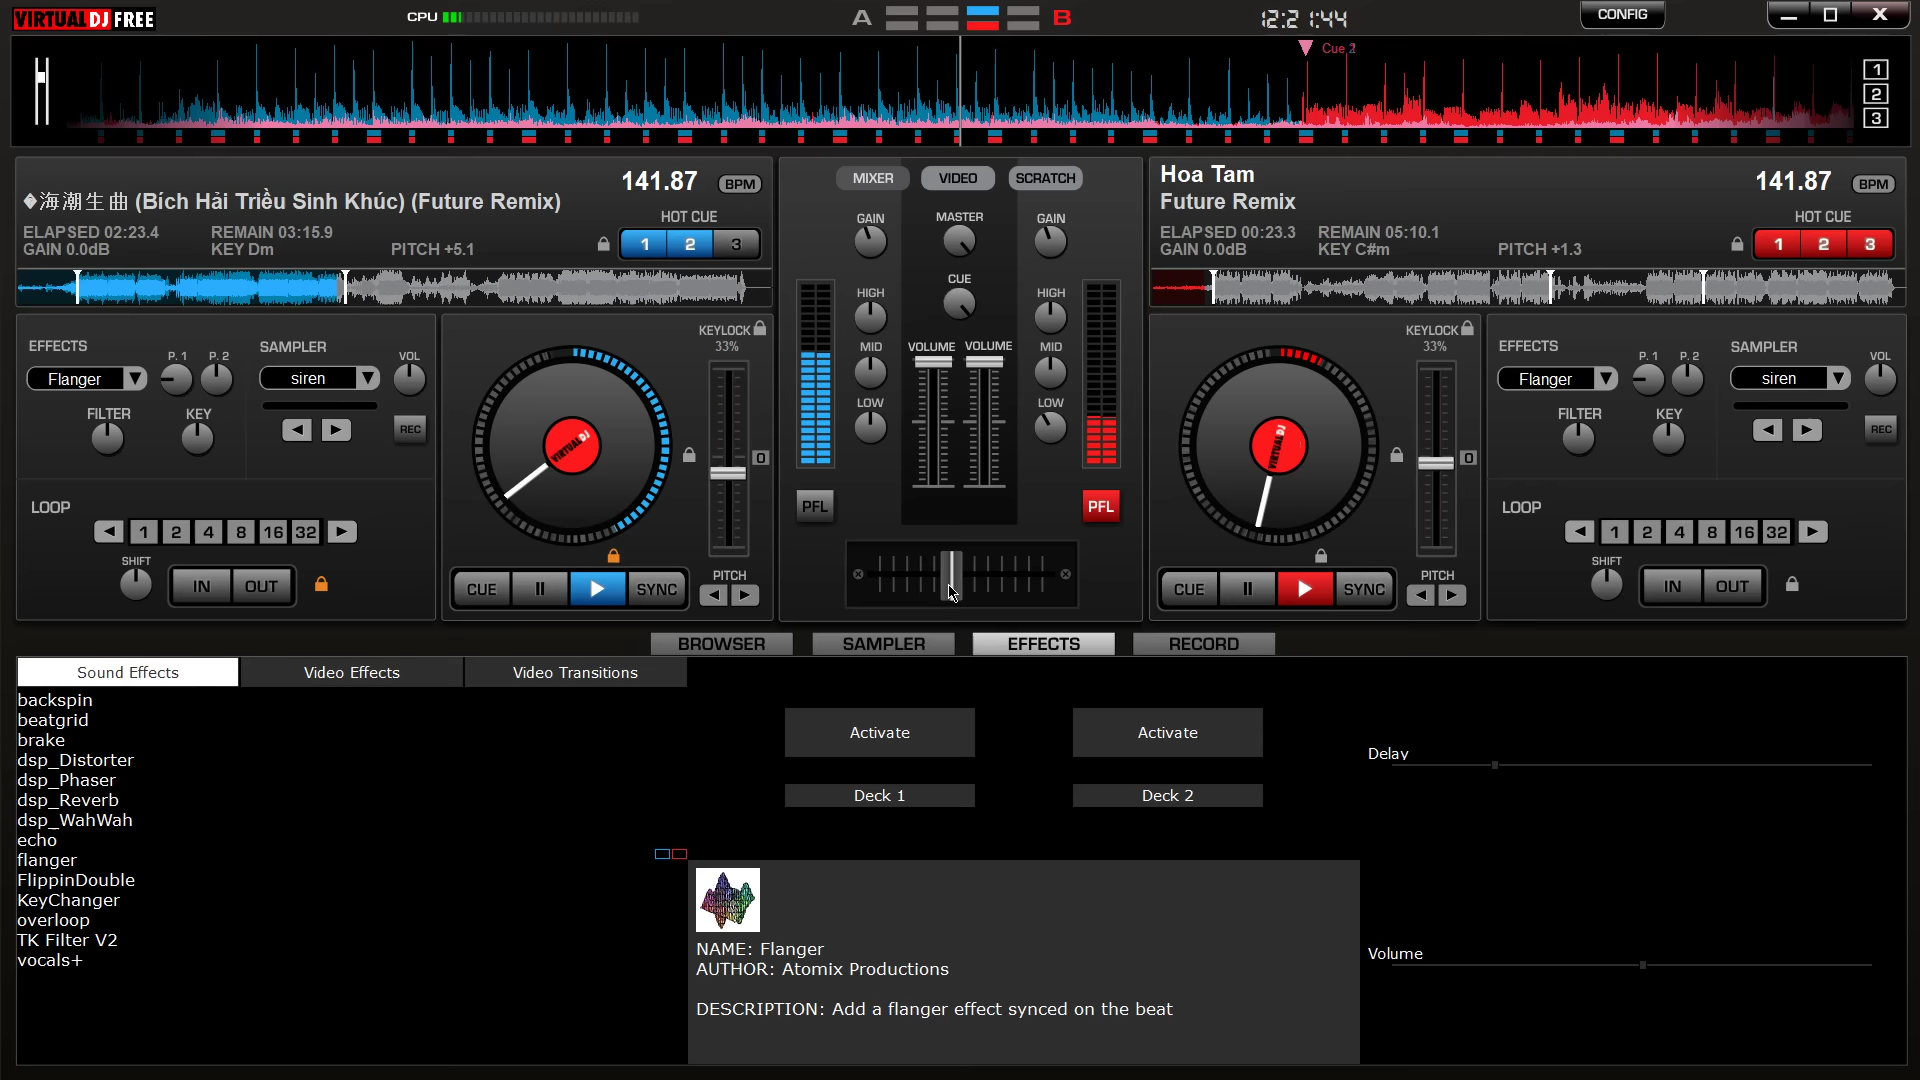 VIRTUAL DJ FREE
CPU
A B
12:21:44
CONFIG
Cue
1
2
3
海潮生曲 (Bích Hải Triều Sinh Khúc) (Future Remix)
141.87 BPM
HOT CUE
ELAPSED 02:23.4 REMAIN 03:15.9
GAIN 0.0dB KEY Dm PITCH +5.1
1 2 3
MIXER VIDEO SCRATCH
GAIN MASTER GAIN
CUE
HIGH HIGH
MID VOLUME VOLUME MID
LOW LOW
PFL PFL
Hoa Tam
Future Remix
141.87 BPM
HOT CUE
ELAPSED 00:23.3 REMAIN 05:10.1
GAIN 0.0dB KEY C#m PITCH +1.3
1 2 3
EFFECTS P. 1 P. 2 SAMPLER VOL
Flanger siren
FILTER KEY REC
LOOP
1 2 4 8 16 32
SHIFT
IN OUT
KEYLOCK
33%
VIRTUAL DJ
0
PITCH
CUE SYNC
KEYLOCK
33%
VIRTUAL DJ
0
PITCH
CUE SYNC
EFFECTS P. 1 P. 2 SAMPLER VOL
Flanger siren
FILTER KEY REC
LOOP
1 2 4 8 16 32
SHIFT
IN OUT
BROWSER SAMPLER EFFECTS RECORD
Sound Effects Video Effects Video Transitions
backspin
beatgrid
brake
dsp_Distorter
dsp_Phaser
dsp_Reverb
dsp_WahWah
echo
flanger
FlippinDouble
KeyChanger
overloop
TK Filter V2
vocals+
Activate Activate
Deck 1 Deck 2
Delay
Volume
NAME: Flanger
AUTHOR: Atomix Productions
DESCRIPTION: Add a flanger effect synced on the beat